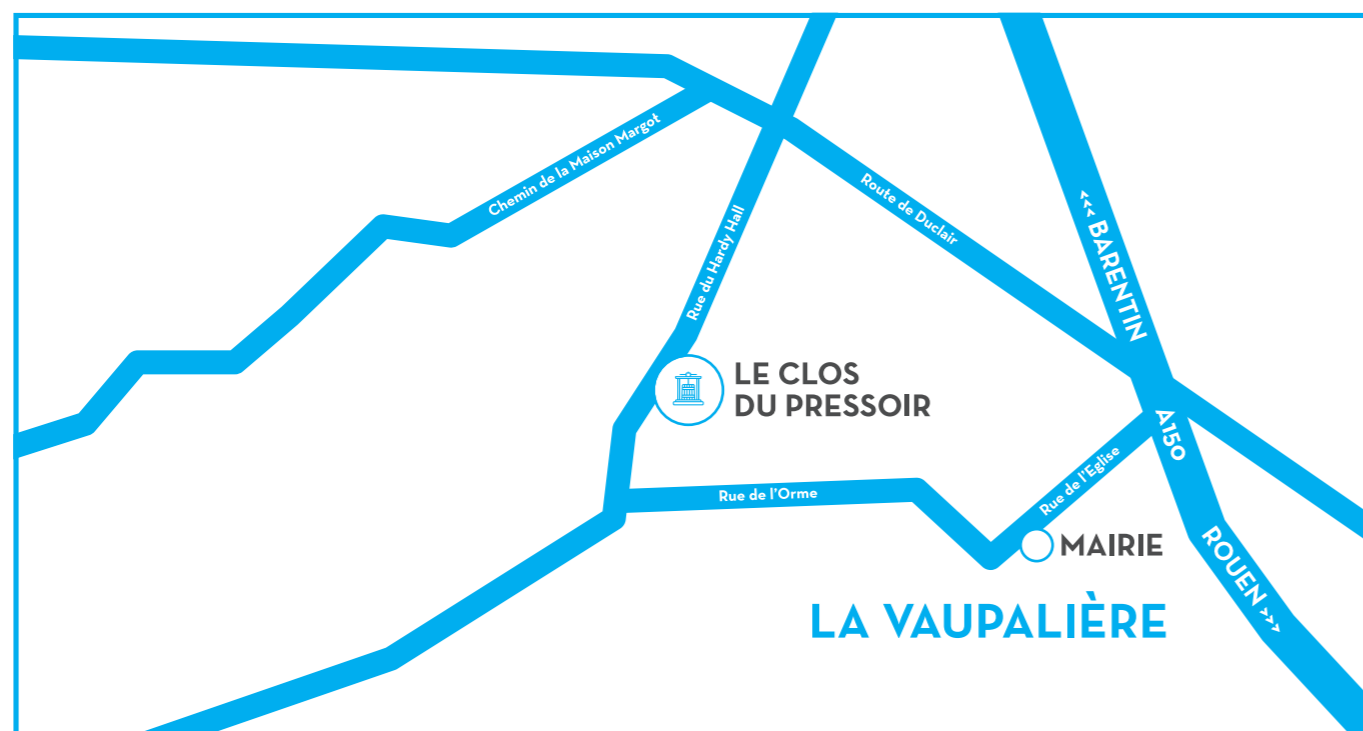 Chemin de la Maison Margot
Rue du Hardy Hall
Route de Duclair
<<< BARENTIN
LE CLOS
DU PRESSOIR
A150
Rue de l'Orme
Rue de l'Eglise
MAIRIE
ROUEN >>>
LA VAUPALIÈRE